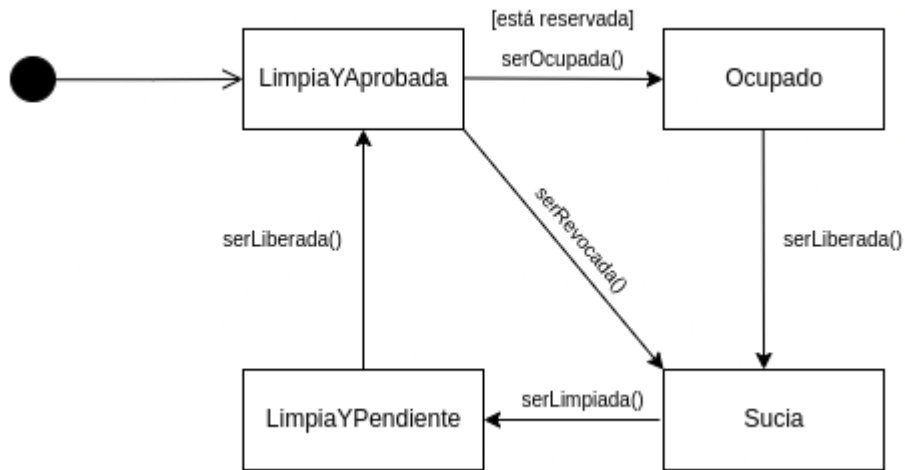 [está reservada]
LimpiaYAprobada
serOcupada()
Ocupado
serRevocada()
serLiberada()
serLiberada()
LimpiaYPendiente
serLimpiada()
Sucia